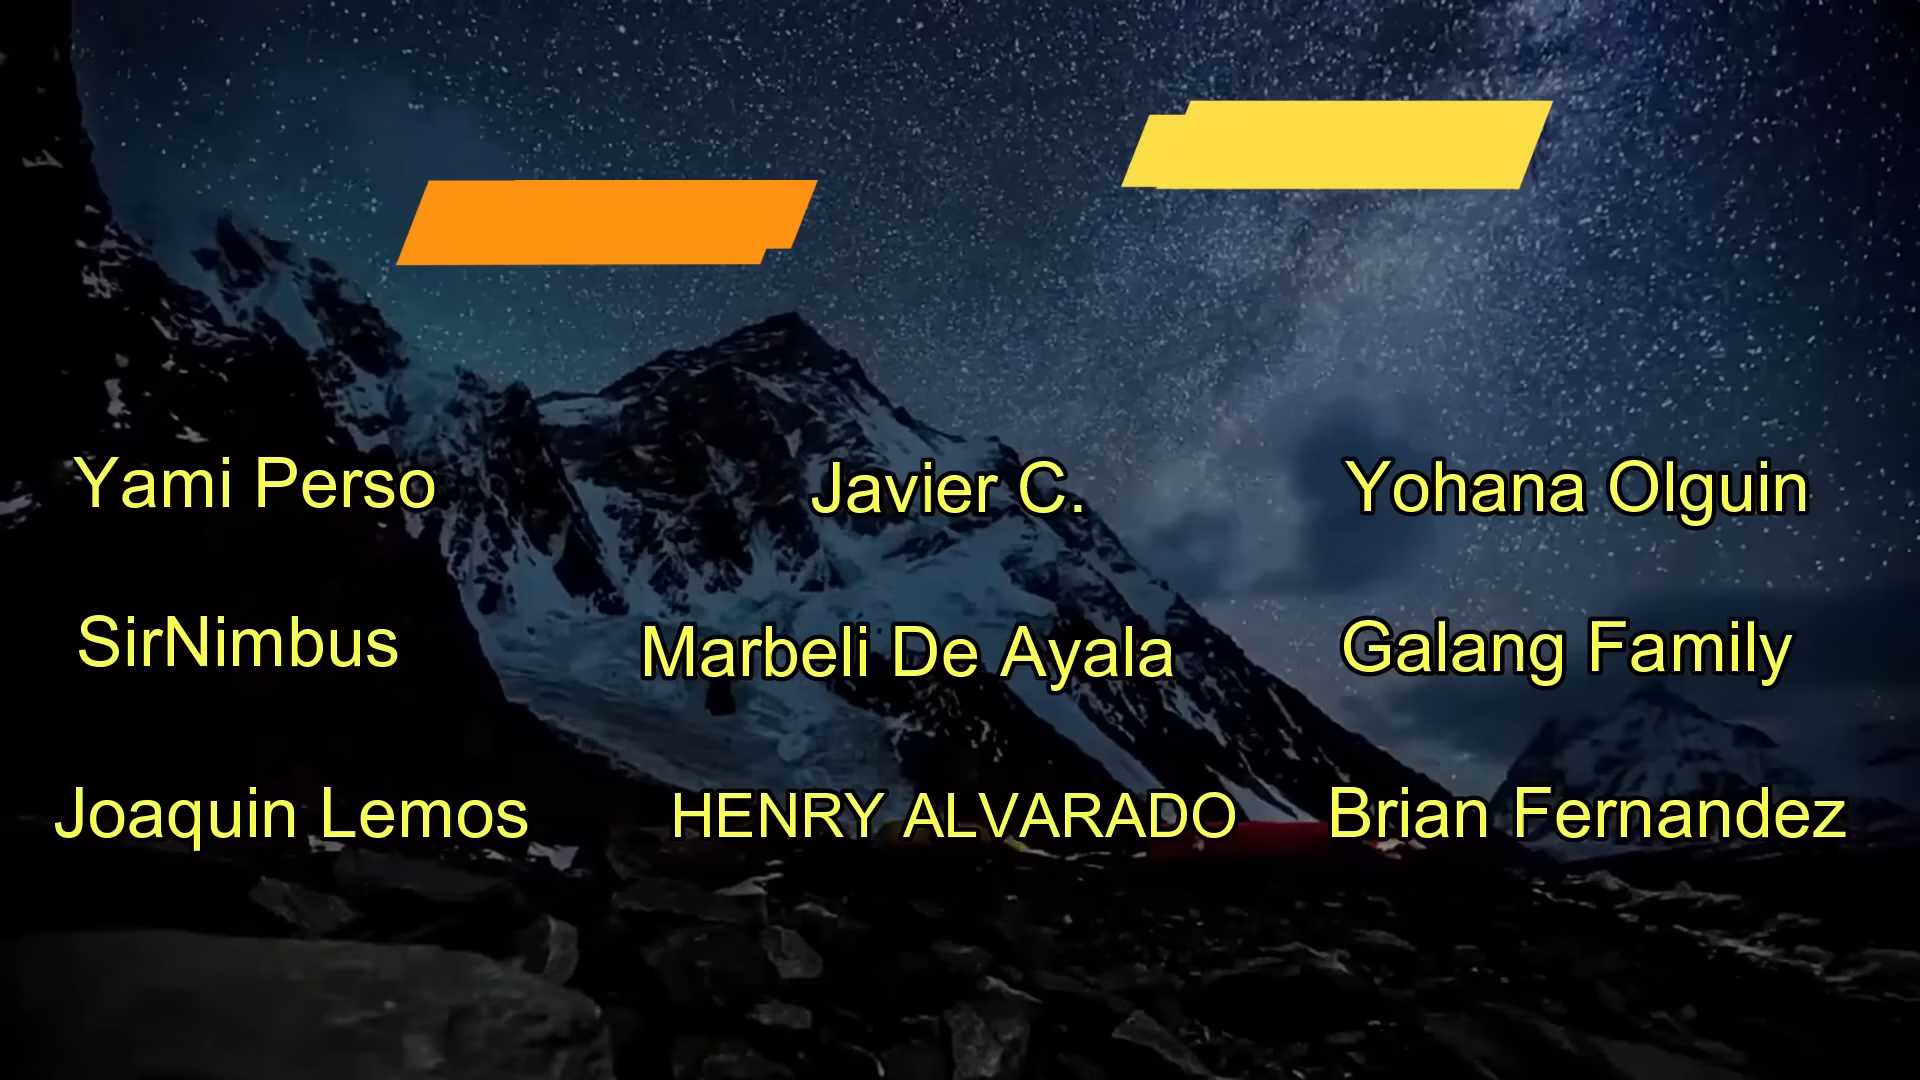 Yami Perso
Javier C.
Yohana Olguin
SirNimbus
Marbeli De Ayala
Galang Family
Joaquin Lemos
HENRY ALVARADO
Brian Fernandez